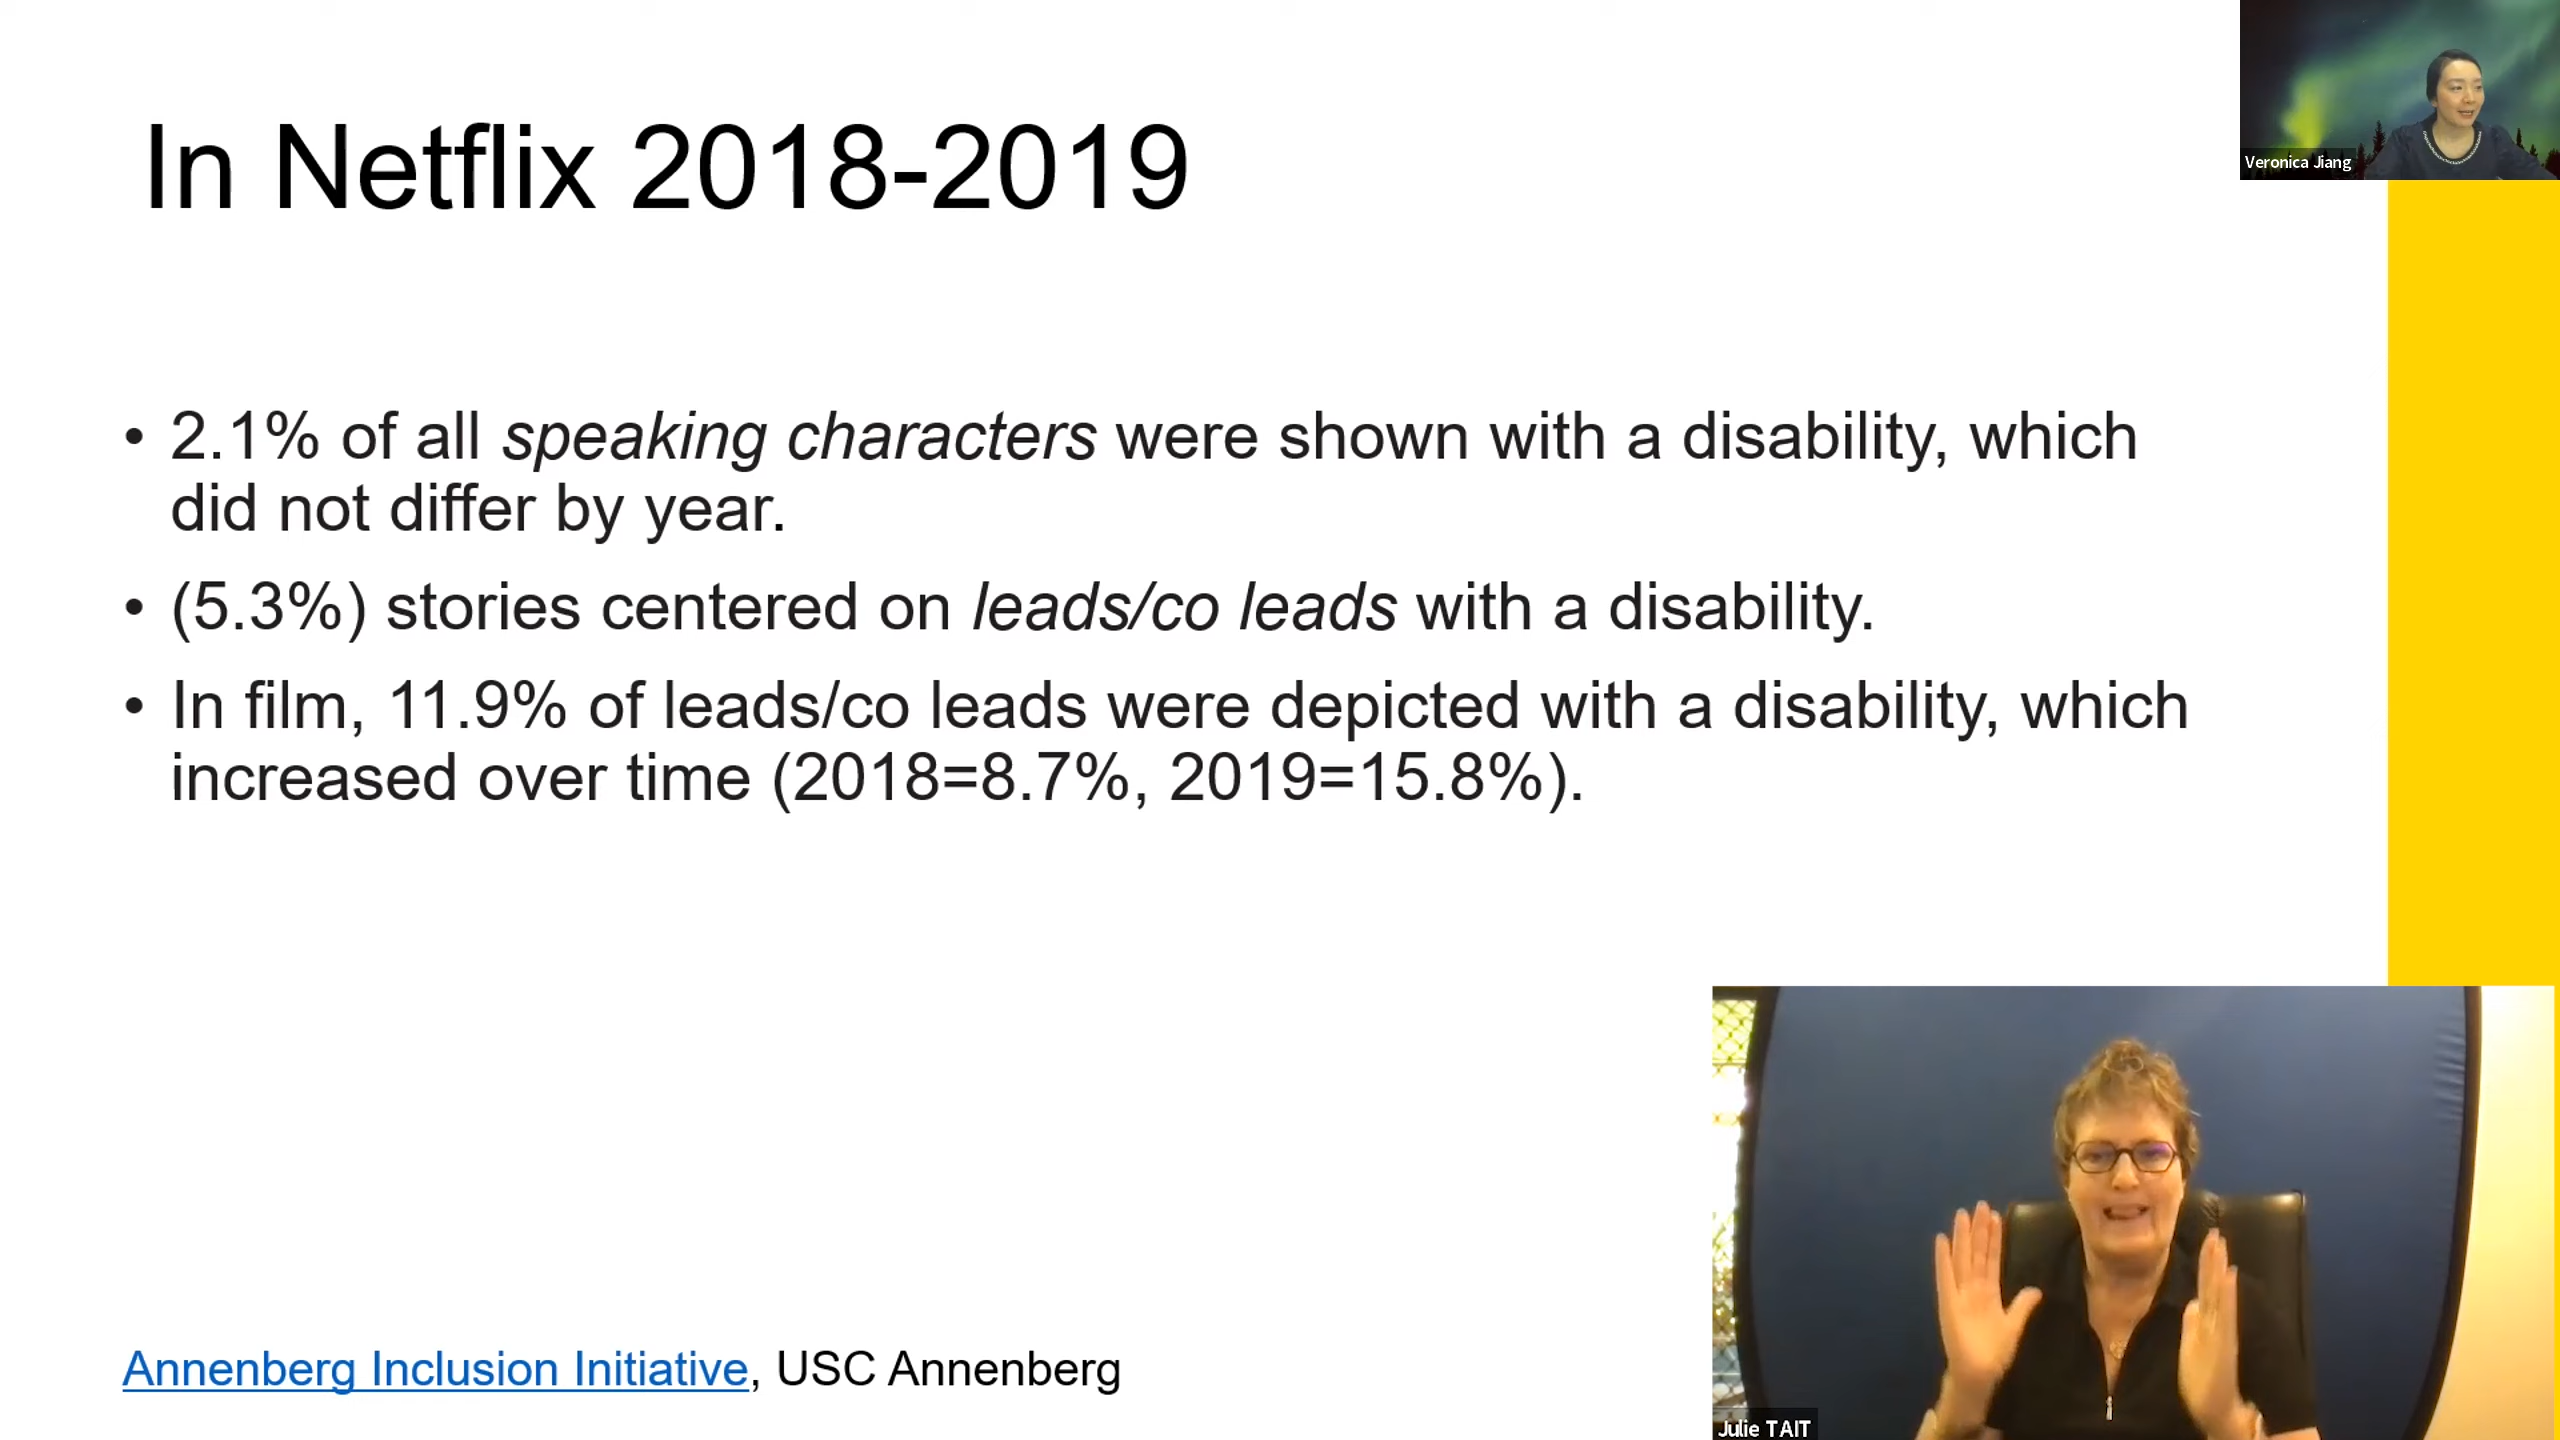 In Netflix 2018-2019
Veronica Jiang
• 2.1% of all speaking characters were shown with a disability, which
did not differ by year.
• (5.3%) stories centered on leads/co leads with a disability.
• In film, 11.9% of leads/co leads were depicted with a disability, which
increased over time (2018=8.7%, 2019=15.8%).
Annenberg Inclusion Initiative, USC Annenberg
Julie TAIT